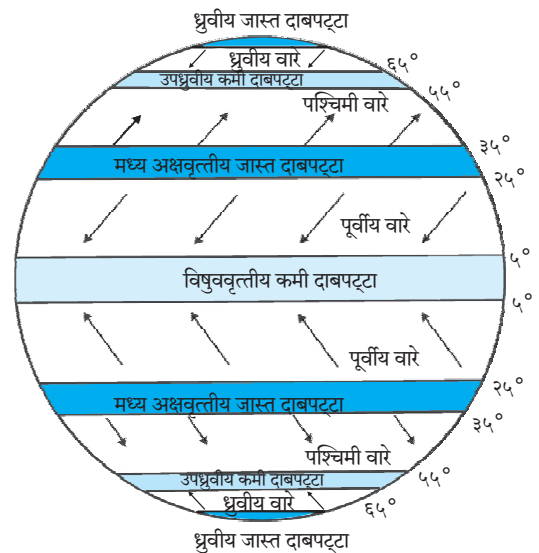 ध्रुवीय जास्त दाबपट्टा
ध्रुवीय वारे
६५°
उपध्रुवीय कमी दाबपट्टा
५५°
पश्चिमी वारे
३५°
मध्य अक्षवृत्तीय जास्त दाबपट्टा
२५°
पूर्वीय वारे
५°
विषुववृत्तीय कमी दाबपट्टा
५°
पूर्वीय वारे
२५°
मध्य अक्षवृत्तीय जास्त दाबपट्टा
३५°
पश्चिमी वारे
५५°
उपध्रुवीय कमी दाबपट्टा
ध्रुवीय वारे
६५°
ध्रुवीय जास्त दाबपट्टा